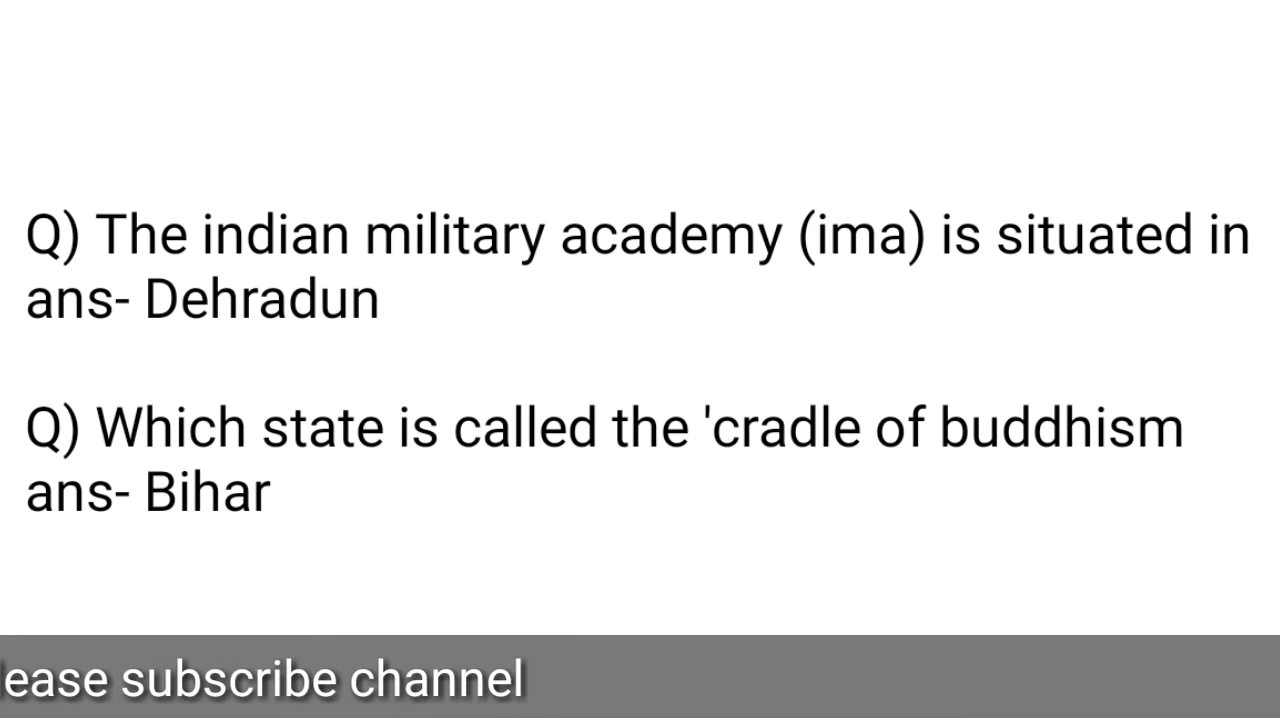 Q) The indian military academy (ima) is situated in
ans- Dehradun
Q) Which state is called the 'cradle of buddhism
ans- Bihar
lease subscribe channel